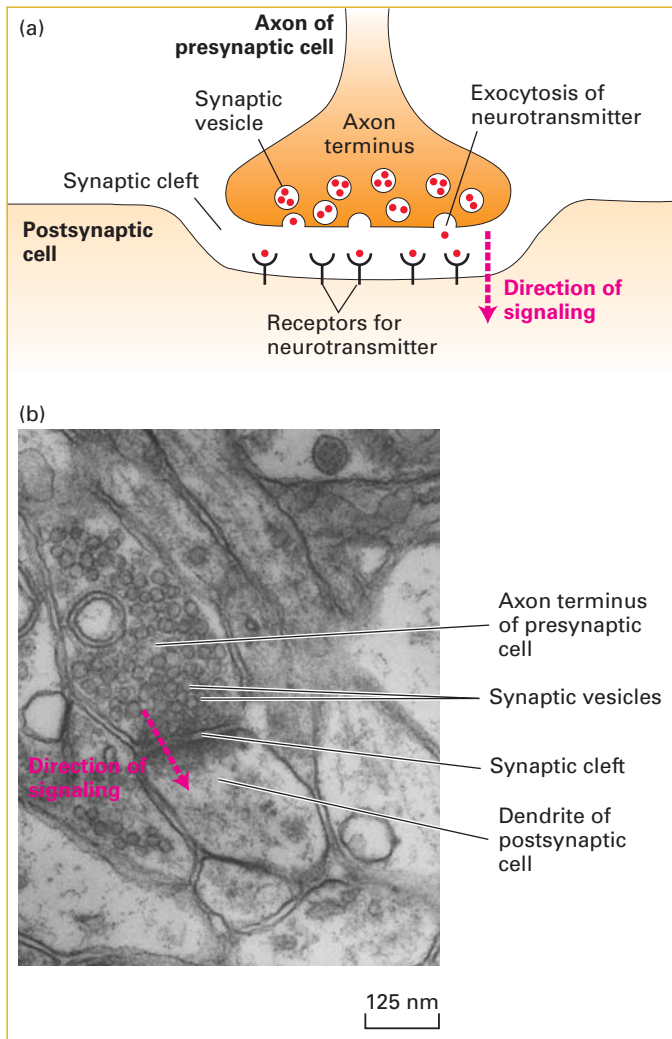 (a)
Axon of
presynaptic cell
Synaptic
vesicle
Exocytosis of
neurotransmitter
Axon
terminus
Synaptic cleft
Postsynaptic
cell
Receptors for
neurotransmitter
Direction of
signaling
(b)
Axon terminus
of presynaptic
cell
Synaptic vesicles
Direction of
signaling
Synaptic cleft
Dendrite of
postsynaptic
cell
125 nm